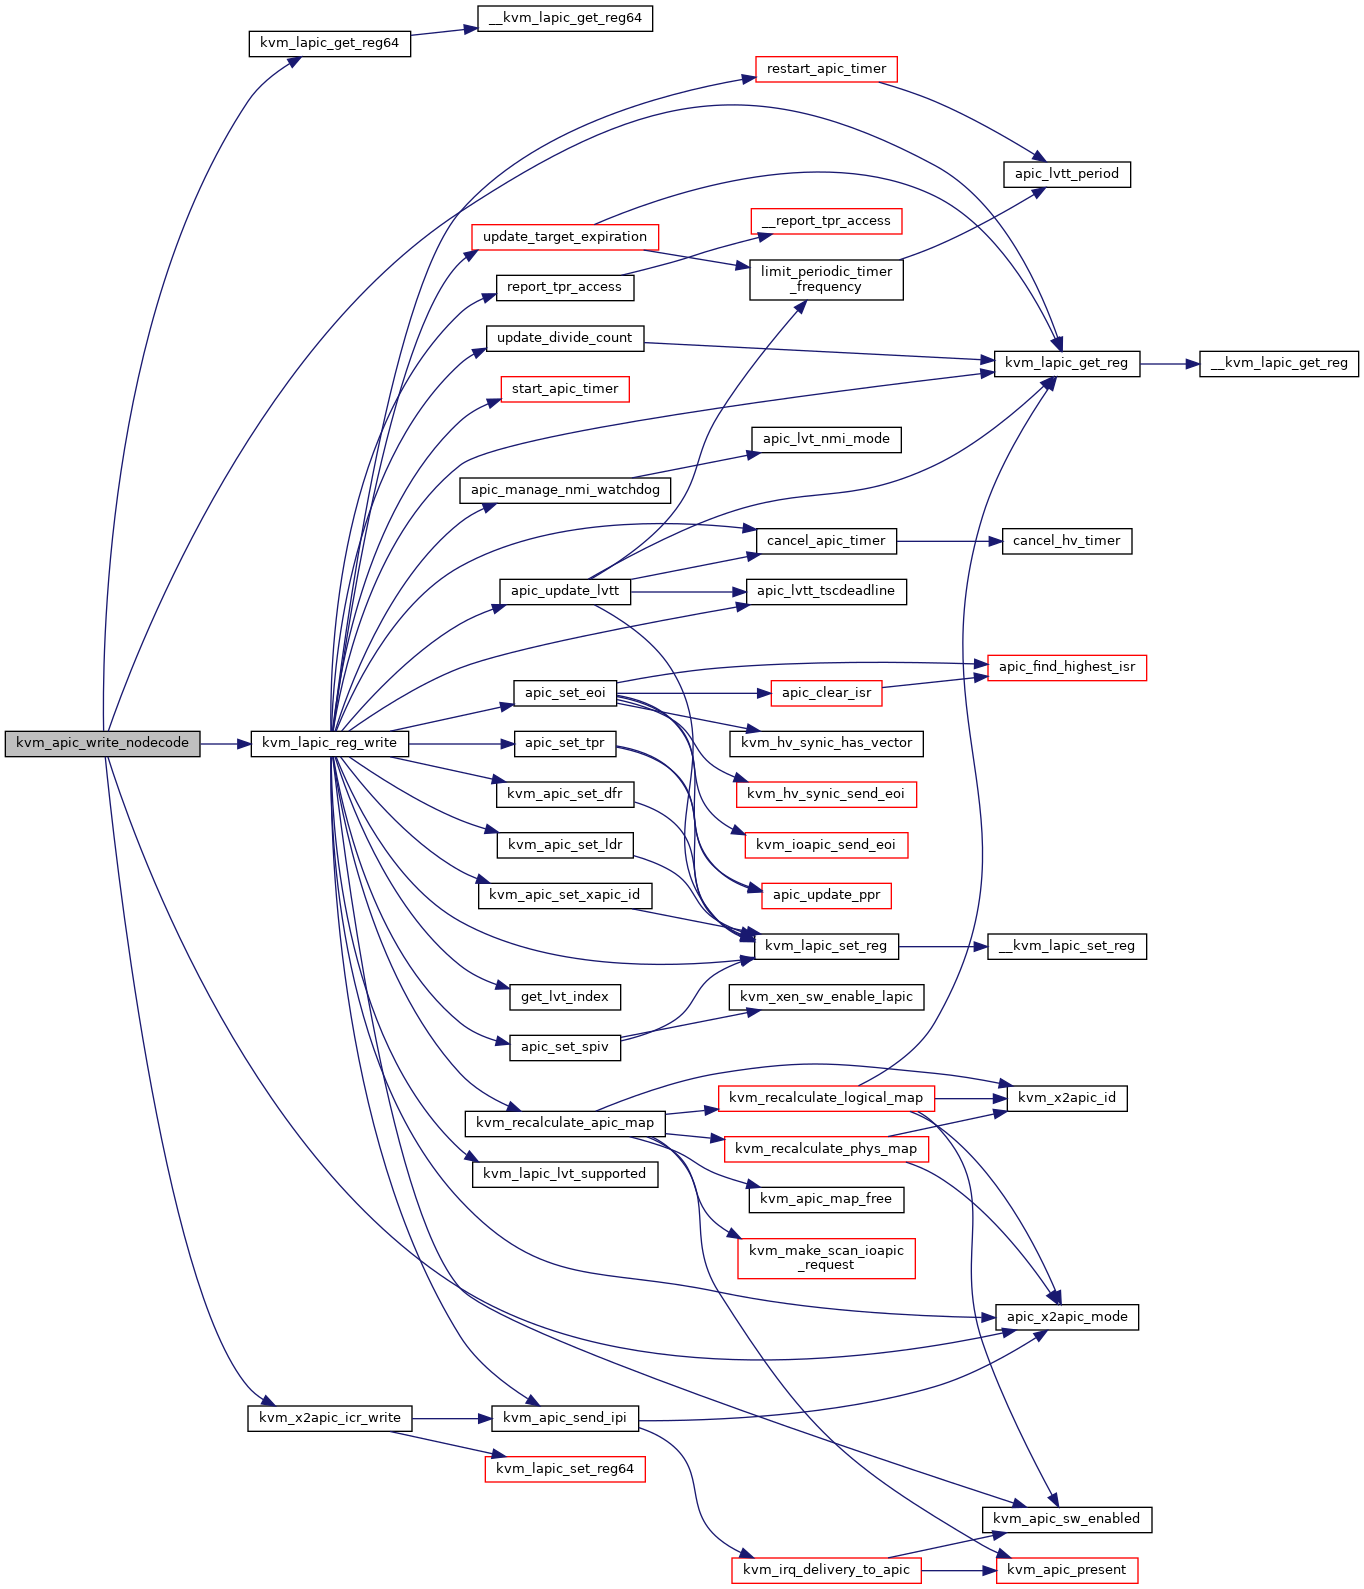 __kvm_lapic_get_reg64
kvm_lapic_get_reg64
restart_apic_timer
apic_lvtt_period
__report_tpr_access
update_target_expiration
limit_periodic_timer
_frequency
report_tpr_access
update_divide_count
kvm_lapic_get_reg
__kvm_lapic_get_reg
start_apic_timer
apic_lvt_nmi_mode
apic_manage_nmi_watchdog
cancel_apic_timer
cancel_hv_timer
apic_update_lvtt
apic_lvtt_tscdeadline
apic_find_highest_isr
apic_set_eoi
apic_clear_isr
kvm_apic_write_nodecode
kvm_lapic_reg_write
apic_set_tpr
kvm_hv_synic_has_vector
kvm_apic_set_dfr
kvm_hv_synic_send_eoi
kvm_apic_set_ldr
kvm_ioapic_send_eoi
kvm_apic_set_xapic_id
apic_update_ppr
kvm_lapic_set_reg
__kvm_lapic_set_reg
get_lvt_index
kvm_xen_sw_enable_lapic
apic_set_spiv
kvm_recalculate_logical_map
kvm_x2apic_id
kvm_recalculate_apic_map
kvm_recalculate_phys_map
kvm_lapic_lvt_supported
kvm_apic_map_free
kvm_make_scan_ioapic
_request
apic_x2apic_mode
kvm_x2apic_icr_write
kvm_apic_send_ipi
kvm_lapic_set_reg64
kvm_apic_sw_enabled
kvm_irq_delivery_to_apic
kvm_apic_present